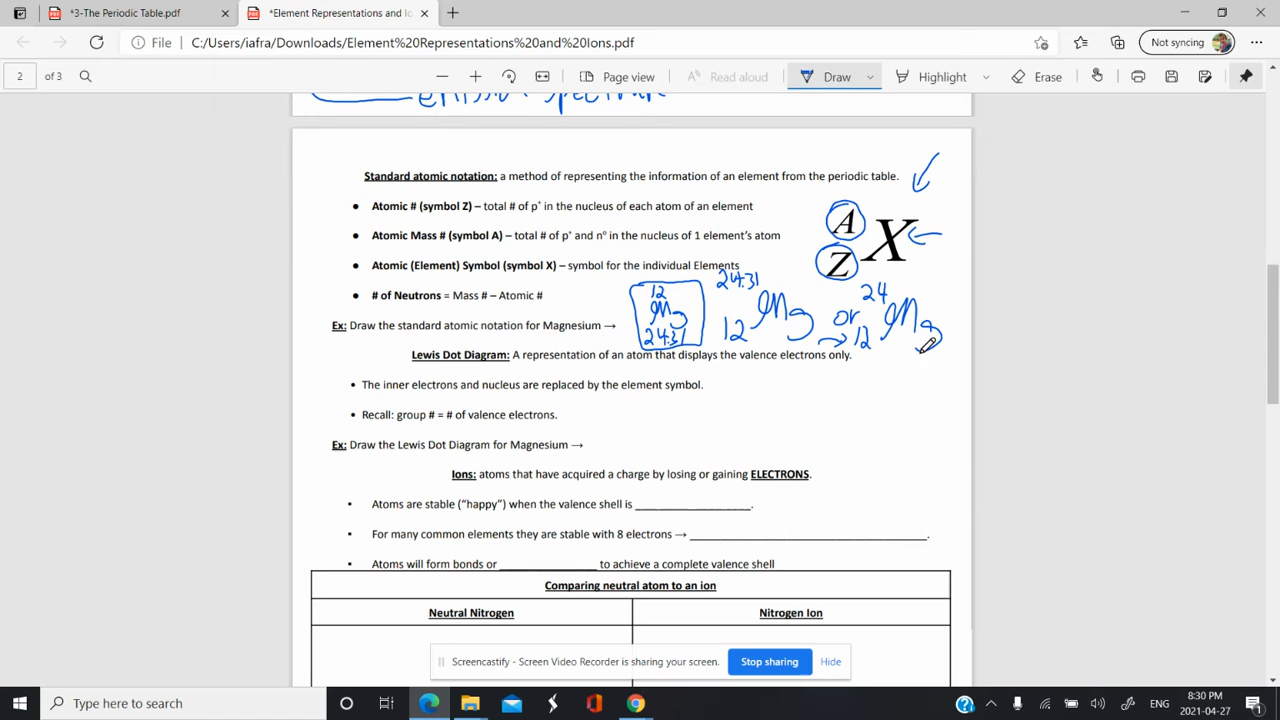 *3-The Periodic Table.pdf
*Element Representations and Io
File C:/Users/iafra/Downloads/Element%20Representations%20and%20Ions.pdf
Not syncing
2 of 3
Page view
Read aloud
Draw
Highlight
Erase
emission spectrum
Standard atomic notation: a method of representing the information of an element from the periodic table.
● Atomic # (symbol Z) – total # of p⁺ in the nucleus of each atom of an element
● Atomic Mass # (symbol A) – total # of p⁺ and n⁰ in the nucleus of 1 element's atom
A
X
Z
● Atomic (Element) Symbol (symbol X) – symbol for the individual Elements
● # of Neutrons = Mass # – Atomic #
12
Mg
24.31
24.31
12 Mg or
24
→ 12 Mg
Ex: Draw the standard atomic notation for Magnesium →
Lewis Dot Diagram: A representation of an atom that displays the valence electrons only.
• The inner electrons and nucleus are replaced by the element symbol.
• Recall: group # = # of valence electrons.
Ex: Draw the Lewis Dot Diagram for Magnesium →
Ions: atoms that have acquired a charge by losing or gaining ELECTRONS.
• Atoms are stable ("happy") when the valence shell is ____________________.
• For many common elements they are stable with 8 electrons → ________________________________________.
• Atoms will form bonds or ________________ to achieve a complete valence shell
Comparing neutral atom to an ion
Neutral Nitrogen
Nitrogen Ion
Screencastify - Screen Video Recorder is sharing your screen.
Stop sharing
Hide
Type here to search
ENG
8:30 PM
2021-04-27
1